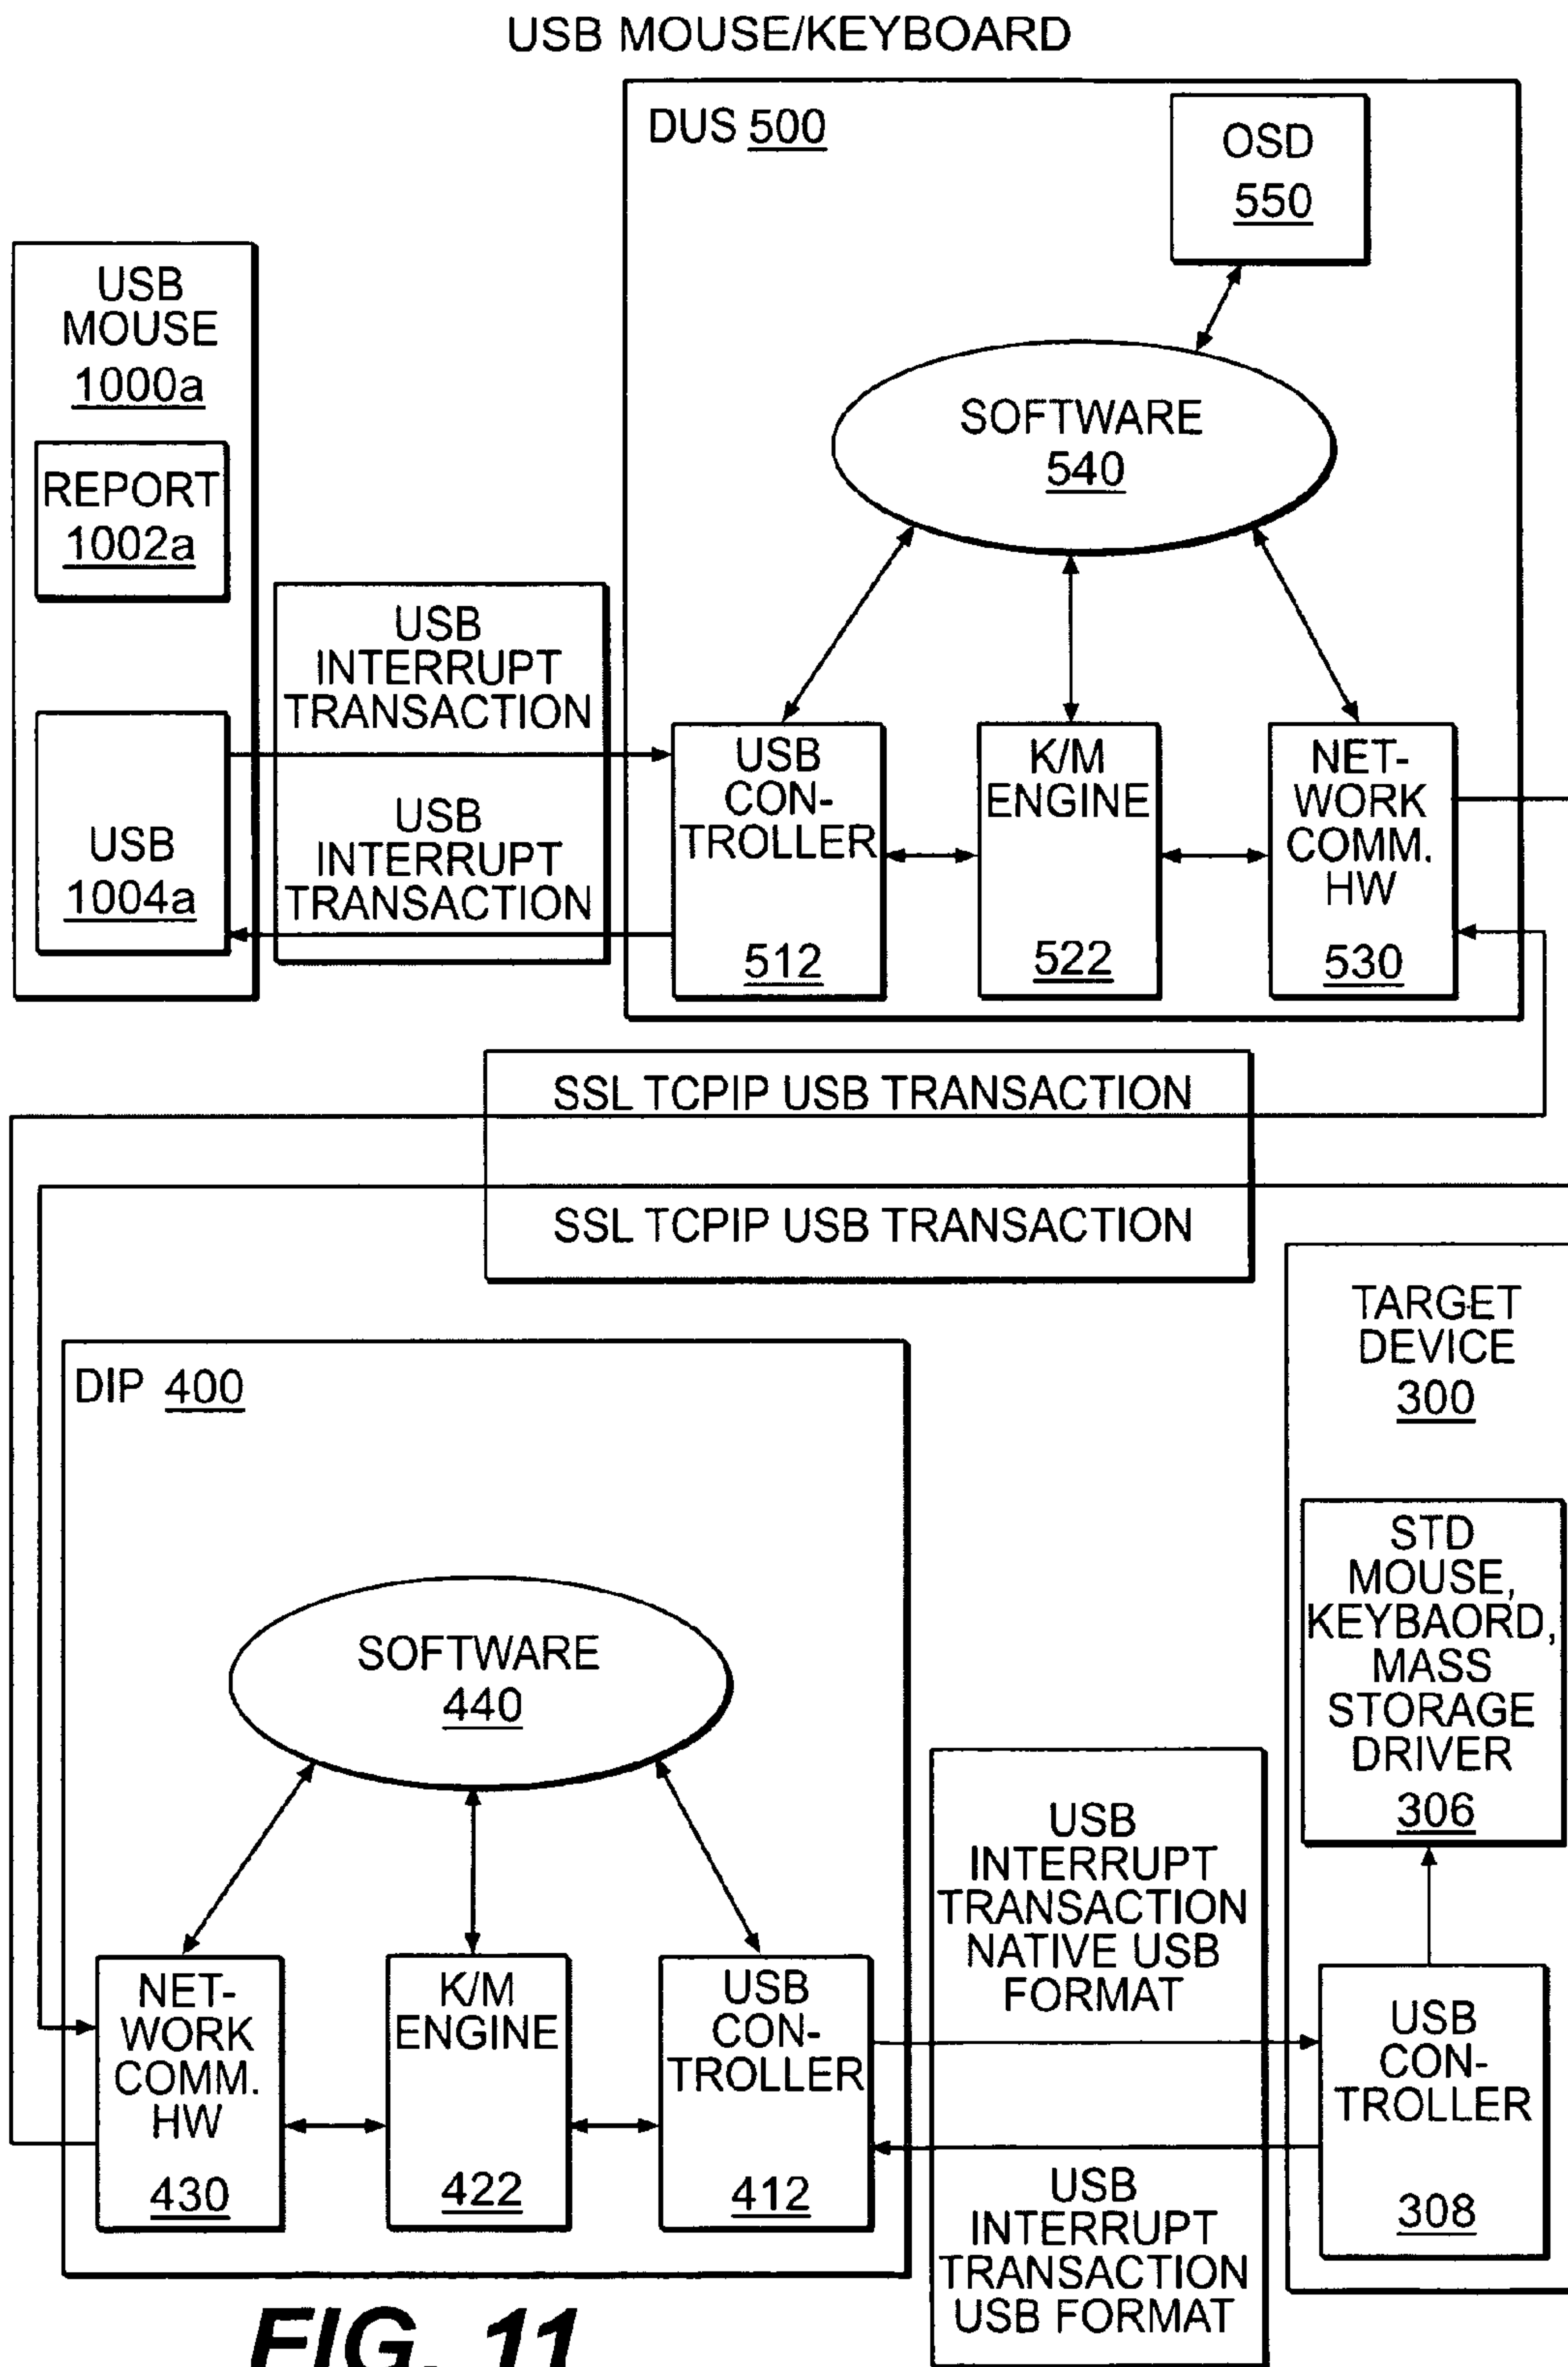 USB MOUSE/KEYBOARD
DUS 500
OSD
550
USB
MOUSE
1000a
REPORT
1002a
USB
1004a
USB
INTERRUPT
TRANSACTION
USB
INTERRUPT
TRANSACTION
SOFTWARE
540
USB
CON-
TROLLER
512
K/M
ENGINE
522
NET-
WORK
COMM.
HW
530
SSL TCPIP USB TRANSACTION
SSL TCPIP USB TRANSACTION
DIP 400
SOFTWARE
440
NET-
WORK
COMM.
HW
430
K/M
ENGINE
422
USB
CON-
TROLLER
412
USB
INTERRUPT
TRANSACTION
NATIVE USB
FORMAT
USB
INTERRUPT
TRANSACTION
USB FORMAT
TARGET
DEVICE
300
STD
MOUSE,
KEYBAORD,
MASS
STORAGE
DRIVER
306
USB
CON-
TROLLER
308
FIG. 11